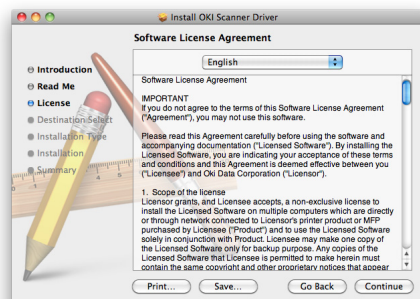 Install OKI Scanner Driver
Software License Agreement
English
Introduction
Read Me
License
Destination Select
Installation Type
Installation
Summary
Software License Agreement
IMPORTANT
If you do not agree to the terms of this Software License Agreement
("Agreement"), you may not use this software.
Please read this Agreement carefully before using the software and
accompanying documentation ("Licensed Software"). By installing the
Licensed Software, you are indicating your acceptance of these terms
and conditions and this Agreement is deemed effective between you
("Licensee") and Oki Data Corporation ("Licensor").
1. Scope of the license
Licensor grants, and Licensee accepts, a non-exclusive license to
install the Licensed Software on multiple computers which are directly
or through network connected to Licensor's printer product or MFP
purchased by Licensee ("Product") and to use the Licensed Software
solely in conjunction with Product. Licensee may make one copy of
the Licensed Software only for backup purpose. Any copies of the
Licensed Software that Licensee is permitted to make herein must
contain the same copyright and other proprietary notices that appear
Print...
Save...
Go Back
Continue